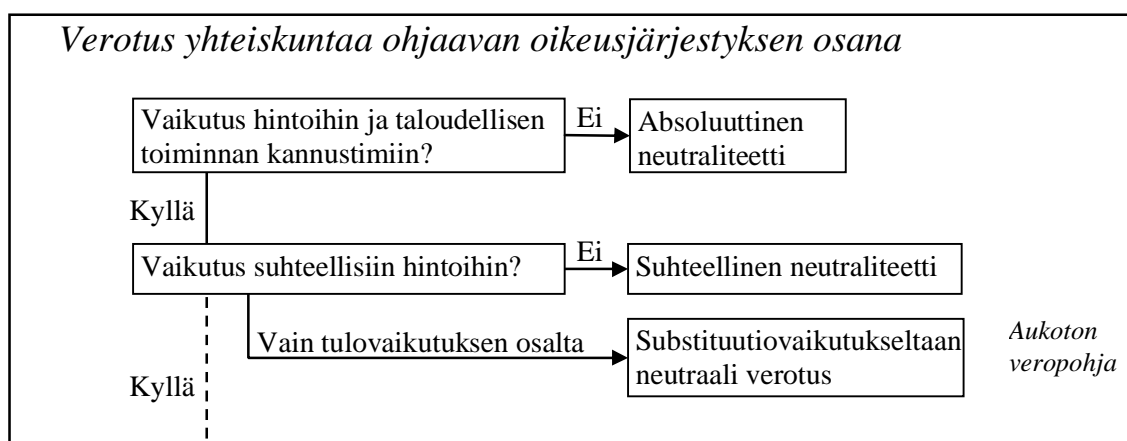 Verotus yhteiskuntaa ohjaavan oikeusjärjestyksen osana
Vaikutus hintoihin ja taloudellisen
toiminnan kannustimiin?
Ei
Absoluuttinen
neutraliteetti
Kyllä
Vaikutus suhteellisiin hintoihin?
Ei
Suhteellinen neutraliteetti
Vain tulovaikutuksen osalta
Substituutiovaikutukseltaan
neutraali verotus
Aukoton
veropohja
Kyllä